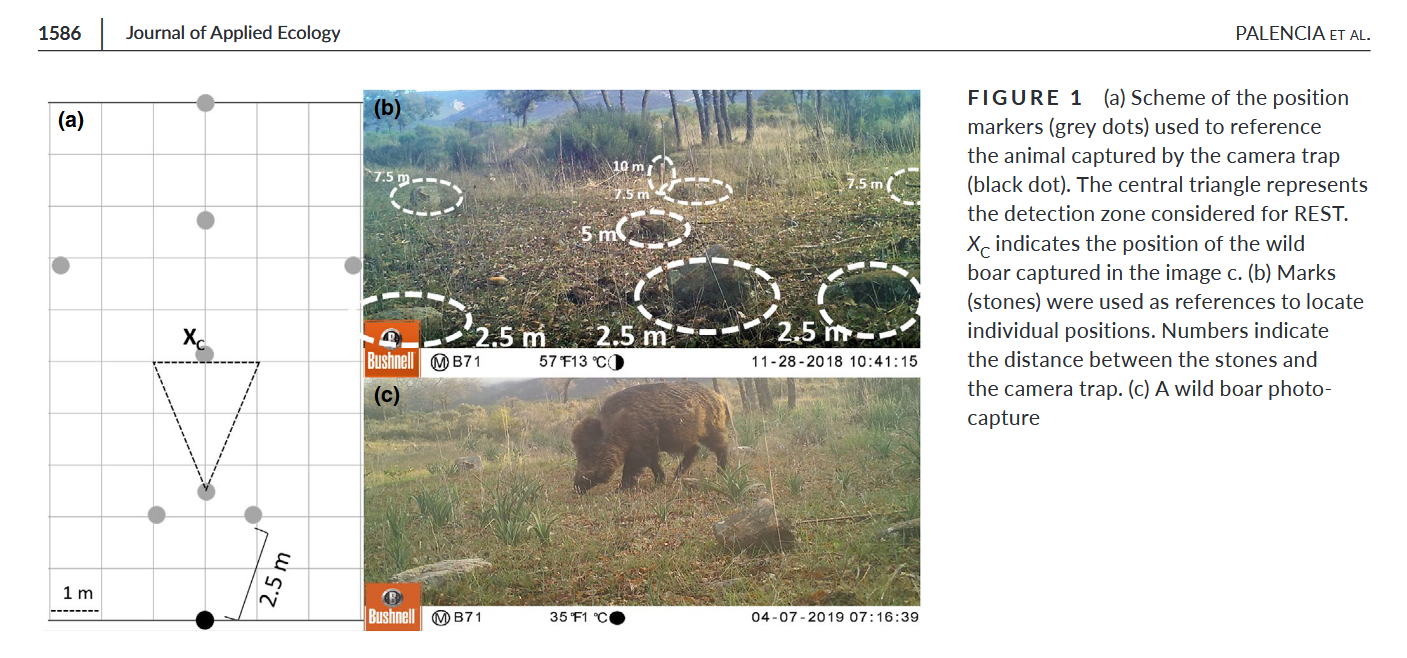 1586 Journal of Applied Ecology PALENCIA ET AL.
(a)
X_C
2.5 m
1 m
(b)
10 m
7.5 m
7.5 m
7.5 m
5 m
2.5 m 2.5 m 2.5 m
Bushnell M B71 57°F13 °C 11-28-2018 10:41:15
(c)
Bushnell M B71 35°F1 °C 04-07-2019 07:16:39
FIGURE 1 (a) Scheme of the position
markers (grey dots) used to reference
the animal captured by the camera trap
(black dot). The central triangle represents
the detection zone considered for REST.
X_C indicates the position of the wild
boar captured in the image c. (b) Marks
(stones) were used as references to locate
individual positions. Numbers indicate
the distance between the stones and
the camera trap. (c) A wild boar photo-
capture